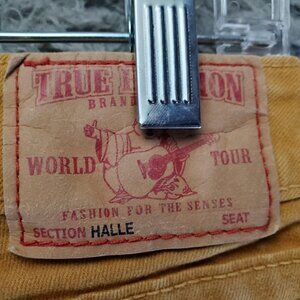 TRUE
BRAND
WORLD TOUR
FASHION FOR THE SENSES
SECTION HALLE SEAT